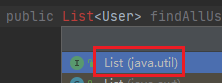 public List<User> findAllUs
List (java.util)